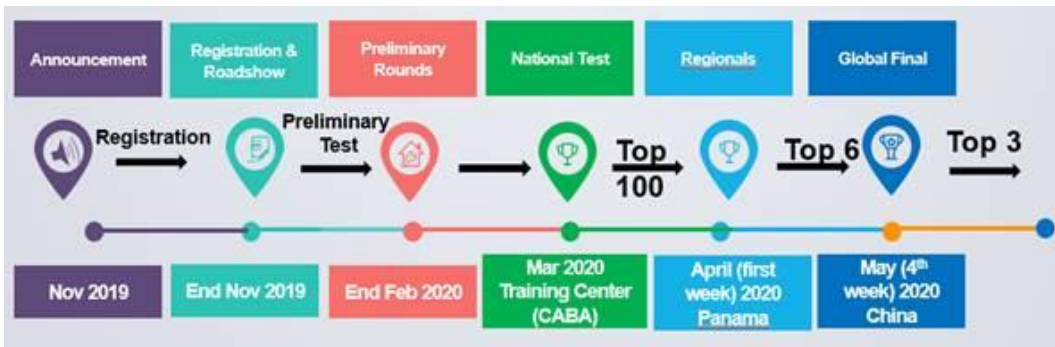 Announcement
Registration &
Roadshow
Preliminary
Rounds
National Test
Regionals
Global Final
Registration
Preliminary
Test
Top
100
Top 6
Top 3
Nov 2019
End Nov 2019
End Feb 2020
Mar 2020
Training Center
(CABA)
April (first
week) 2020
Panama
May (4th
week) 2020
China